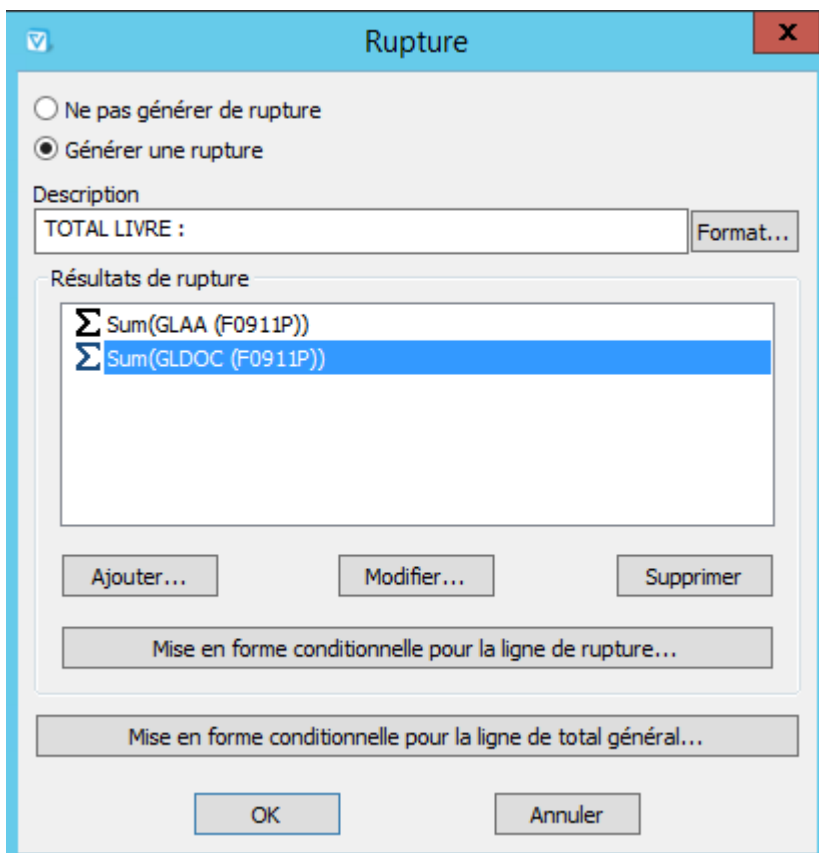 Rupture
x
Ne pas générer de rupture
Générer une rupture
Description
TOTAL LIVRE :
Format...
Résultats de rupture
Σ Sum(GLAA (F0911P))
Σ Sum(GLDOC (F0911P))
Ajouter...
Modifier...
Supprimer
Mise en forme conditionnelle pour la ligne de rupture...
Mise en forme conditionnelle pour la ligne de total général...
OK
Annuler